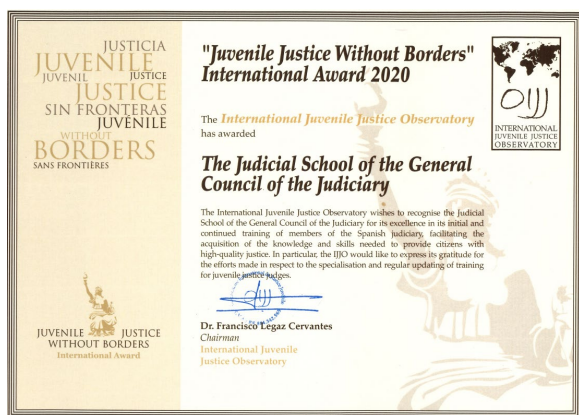 JUSTICIA
JUVENILE
JUVENIL JUSTICE
JUSTICE
SIN FRONTERAS
JUVÉNILE
WITHOUT
BORDERS
SANS FRONTIÈRES
JUVENILE JUSTICE
WITHOUT BORDERS
International Award
"Juvenile Justice Without Borders"
International Award 2020
The International Juvenile Justice Observatory
has awarded
The Judicial School of the General
Council of the Judiciary
The International Juvenile Justice Observatory wishes to recognise the Judicial
School of the General Council of the Judiciary for its excellence in its initial and
continued training of members of the Spanish judiciary, facilitating the
acquisition of the knowledge and skills needed to provide citizens with
high-quality justice. In particular, the IJJO would like to express its gratitude for
the efforts made in respect to the specialisation and regular updating of training
for juvenile justice judges.
Dr. Francisco Legaz Cervantes
Chairman
International Juvenile
Justice Observatory
OIJJ
INTERNATIONAL
JUVENILE JUSTICE
OBSERVATORY